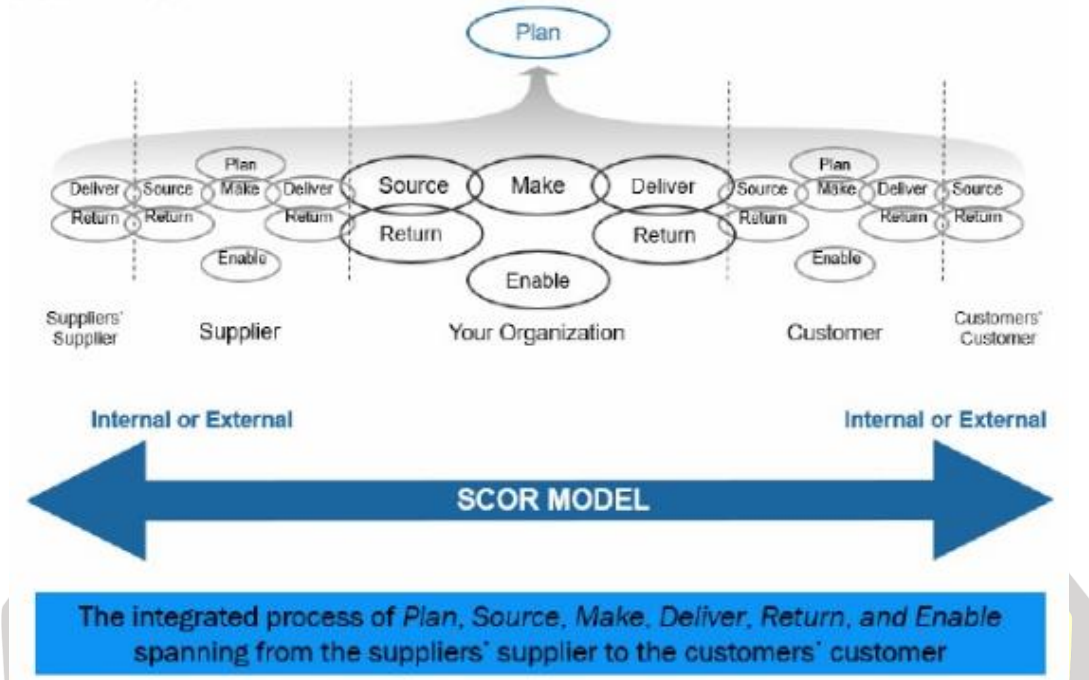 Plan
Plan Plan
Deliver Source Make Deliver Source Make Deliver Source Make Deliver Source
Return Return Return Return Return Return Return Return
Enable Enable Enable
Suppliers' Supplier Your Organization Customer Customers'
Supplier Customer
Internal or External Internal or External
SCOR MODEL
The integrated process of Plan, Source, Make, Deliver, Return, and Enable
spanning from the suppliers' supplier to the customers' customer